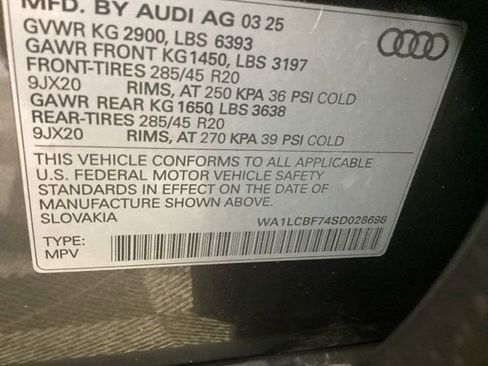 MFD. BY AUDI AG 03 25
GVWR KG 2900, LBS 6393
GAWR FRONT KG 1450, LBS 3197
FRONT-TIRES 285/45 R20
9JX20 RIMS, AT 250 KPA 36 PSI COLD
GAWR REAR KG 1650, LBS 3638
REAR-TIRES 285/45 R20
9JX20 RIMS, AT 270 KPA 39 PSI COLD
THIS VEHICLE CONFORMS TO ALL APPLICABLE
U.S. FEDERAL MOTOR VEHICLE SAFETY
STANDARDS IN EFFECT ON THE DATE OF
MANUFACTURE SHOWN ABOVE.
SLOVAKIA WA1LCBF74SD028698
TYPE:
MPV